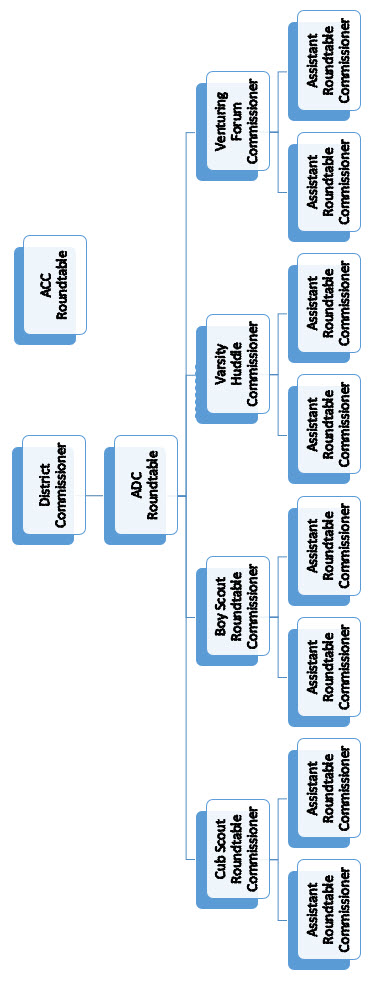 District
Commissioner
ACC
Roundtable
ADC
Roundtable
Cub Scout
Roundtable
Commissioner
Boy Scout
Roundtable
Commissioner
Varsity
Huddle
Commissioner
Venturing
Forum
Commissioner
Assistant
Roundtable
Commissioner
Assistant
Roundtable
Commissioner
Assistant
Roundtable
Commissioner
Assistant
Roundtable
Commissioner
Assistant
Roundtable
Commissioner
Assistant
Roundtable
Commissioner
Assistant
Roundtable
Commissioner
Assistant
Roundtable
Commissioner